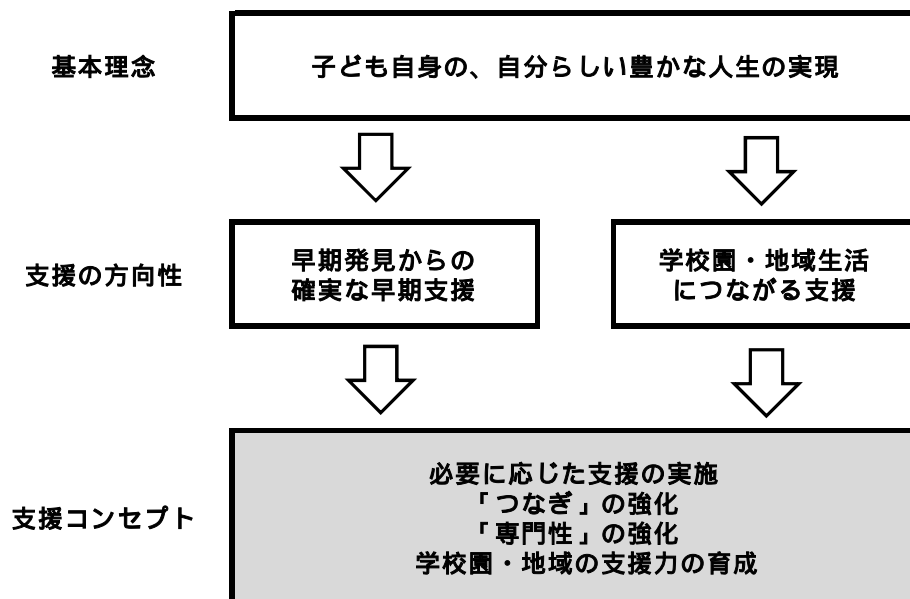 基本理念
子ども自身の、自分らしい豊かな人生の実現
支援の方向性
早期発見からの
確実な早期支援
学校園・地域生活
につながる支援
支援コンセプト
必要に応じた支援の実施
「つなぎ」の強化
「専門性」の強化
学校園・地域の支援力の育成